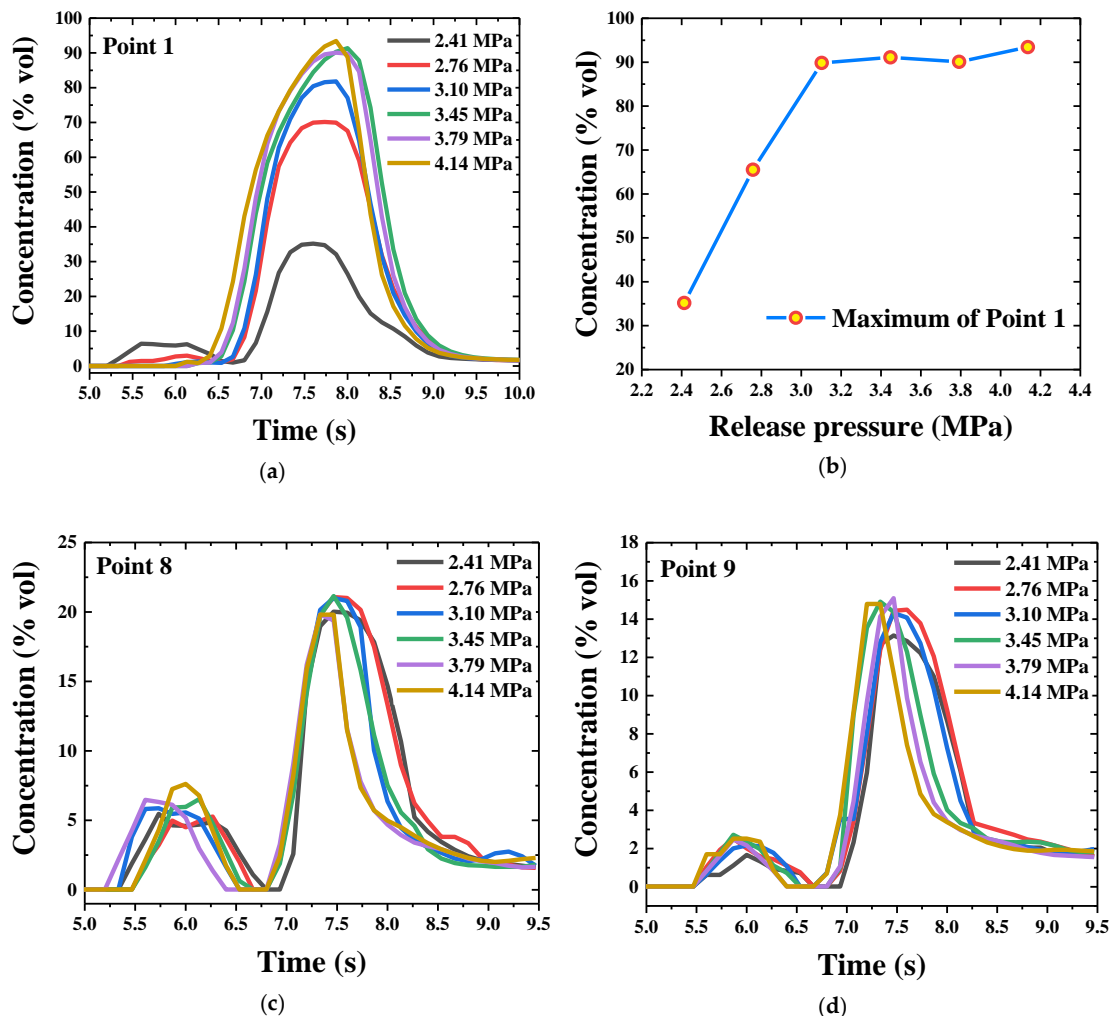 Point 1
2.41 MPa
2.76 MPa
3.10 MPa
3.45 MPa
3.79 MPa
4.14 MPa
Concentration (% vol)
100
90
80
70
60
50
40
30
20
10
0
5.0 5.5 6.0 6.5 7.0 7.5 8.0 8.5 9.0 9.5 10.0
Time (s)
(a)
Concentration (% vol)
100
90
80
70
60
50
40
30
20
Maximum of Point 1
2.2 2.4 2.6 2.8 3.0 3.2 3.4 3.6 3.8 4.0 4.2 4.4
Release pressure (MPa)
(b)
Point 8
2.41 MPa
2.76 MPa
3.10 MPa
3.45 MPa
3.79 MPa
4.14 MPa
Concentration (% vol)
25
20
15
10
5
0
5.0 5.5 6.0 6.5 7.0 7.5 8.0 8.5 9.0 9.5
Time (s)
(c)
Point 9
2.41 MPa
2.76 MPa
3.10 MPa
3.45 MPa
3.79 MPa
4.14 MPa
Concentration (% vol)
18
16
14
12
10
8
6
4
2
0
5.0 5.5 6.0 6.5 7.0 7.5 8.0 8.5 9.0 9.5
Time (s)
(d)